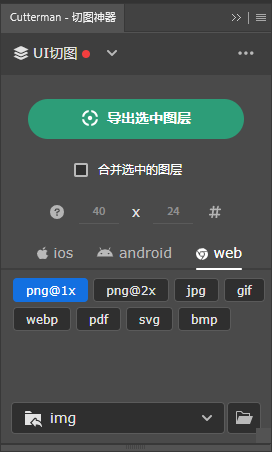 Cutterman - 切图神器
UI切图
导出选中图层
合并选中的图层
? 40 x 24 #
ios android web
png@1x png@2x jpg gif
webp pdf svg bmp
img